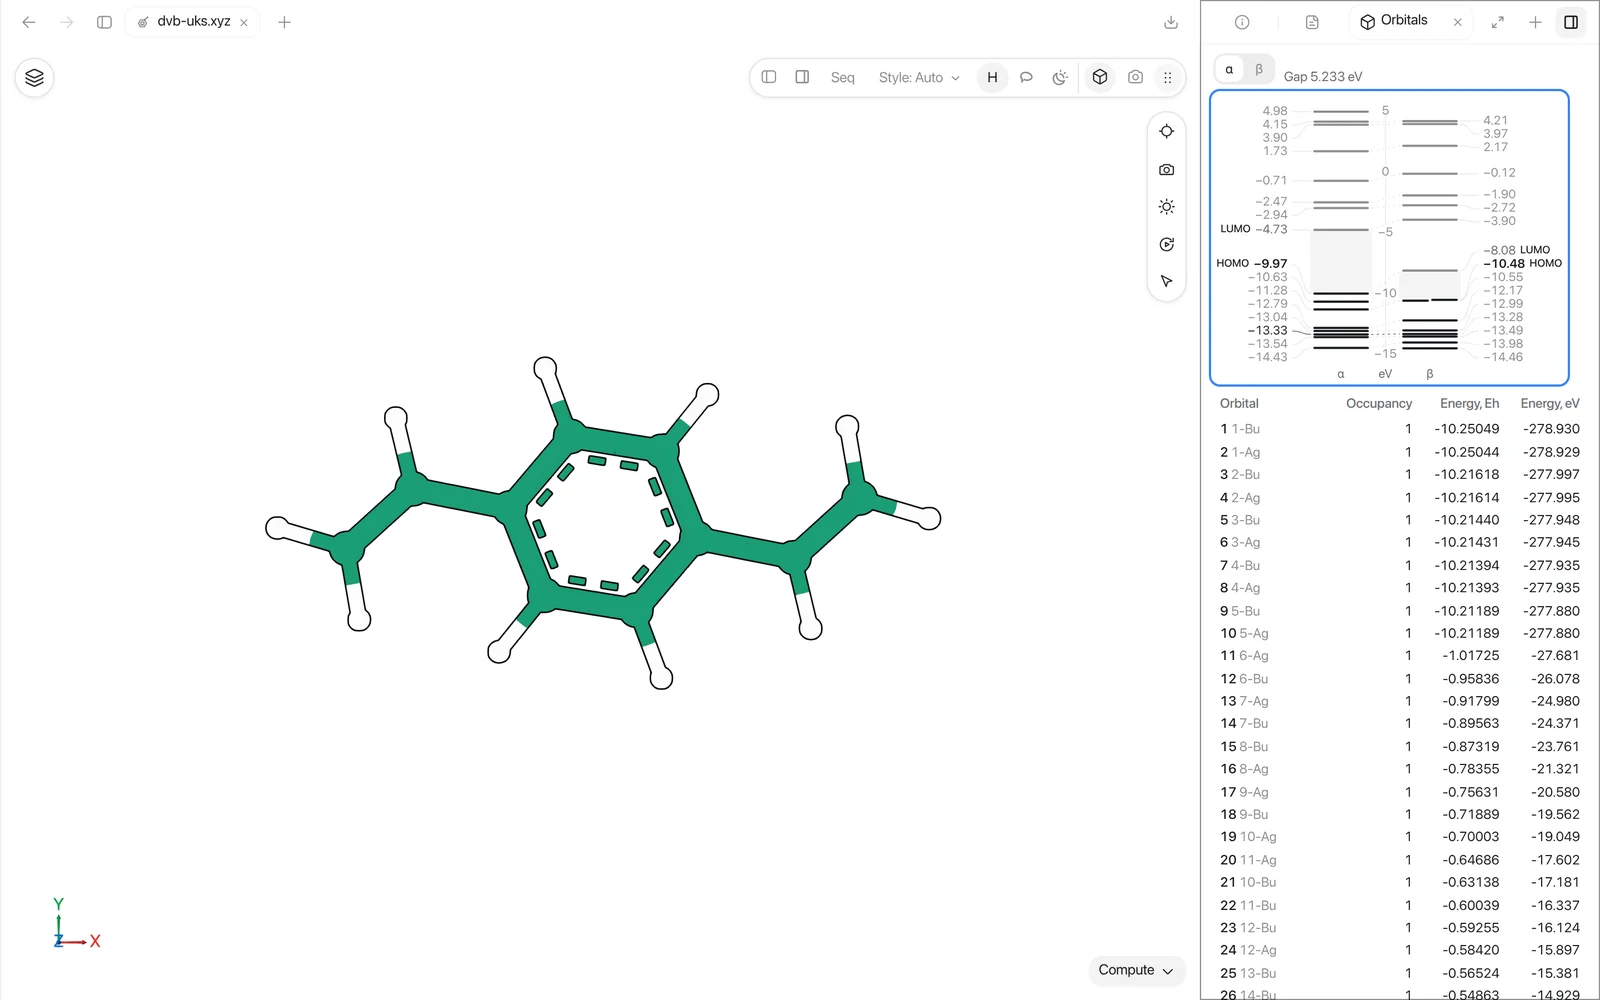 dvb-uks.xyz
Orbitals
Seq Style: Auto H
α β Gap 5.233 eV
4.98 5
4.15 4.21
3.90 3.97
1.73 2.17
−0.71 0 −0.12
−2.47 −1.90
−2.94 −2.72
LUMO −4.73 −5 −3.90
−8.08 LUMO
HOMO −9.97 −10.48 HOMO
−10.63 −10.55
−11.28 −10 −12.17
−12.79 −12.99
−13.04 −13.28
−13.33 −13.49
−13.54 −13.98
−14.43 −15 −14.46
α eV β
Orbital Occupancy Energy, Eh Energy, eV
1 1-Bu 1 -10.25049 -278.930
2 1-Ag 1 -10.25044 -278.929
3 2-Bu 1 -10.21618 -277.997
4 2-Ag 1 -10.21614 -277.995
5 3-Bu 1 -10.21440 -277.948
6 3-Ag 1 -10.21431 -277.945
7 4-Bu 1 -10.21394 -277.935
8 4-Ag 1 -10.21393 -277.935
9 5-Bu 1 -10.21189 -277.880
10 5-Ag 1 -10.21189 -277.880
11 6-Ag 1 -1.01725 -27.681
12 6-Bu 1 -0.95836 -26.078
13 7-Ag 1 -0.91799 -24.980
14 7-Bu 1 -0.89563 -24.371
15 8-Bu 1 -0.87319 -23.761
16 8-Ag 1 -0.78355 -21.321
17 9-Ag 1 -0.75631 -20.580
18 9-Bu 1 -0.71889 -19.562
19 10-Ag 1 -0.70003 -19.049
20 11-Ag 1 -0.64686 -17.602
21 10-Bu 1 -0.63138 -17.181
22 11-Bu 1 -0.60039 -16.337
23 12-Bu 1 -0.59255 -16.124
24 12-Ag 1 -0.58420 -15.897
25 13-Bu 1 -0.56524 -15.381
26 14-Bu 1 -0.54863 -14.929
Y
Z X
Compute